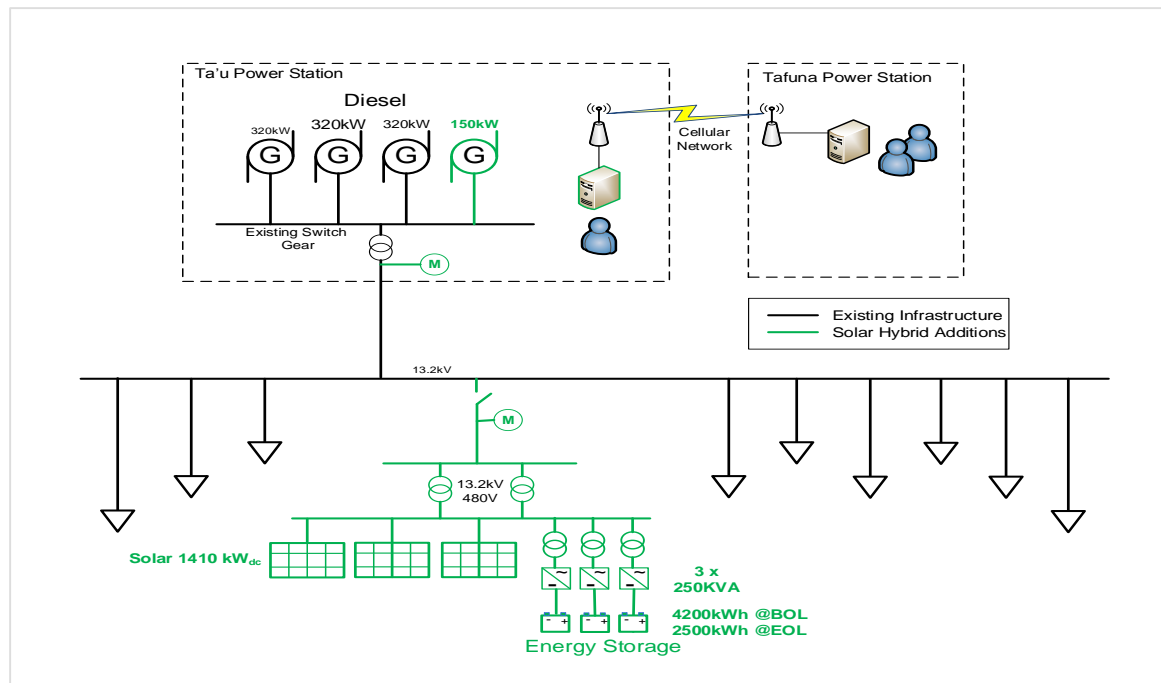 Ta'u Power Station
Tafuna Power Station
Diesel
320kW
320kW
320kW
150kW
G
G
G
G
Cellular
Network
Existing Switch
Gear
M
Existing Infrastructure
Solar Hybrid Additions
13.2kV
M
13.2kV
480V
Solar 1410 kWdc
3 x
250KVA
4200kWh @BOL
2500kWh @EOL
Energy Storage